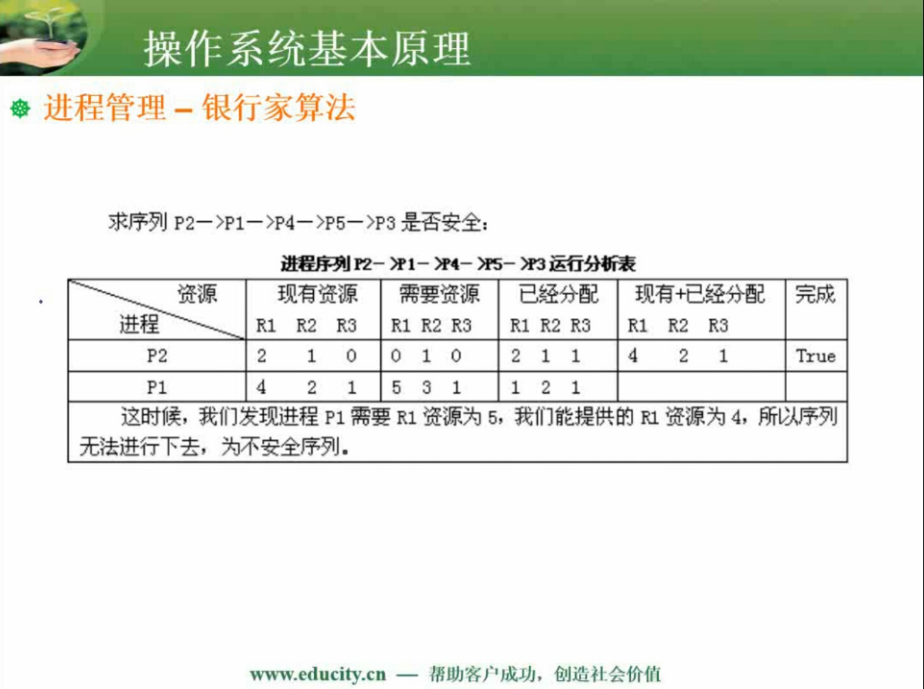 操作系统基本原理
进程管理 – 银行家算法
求序列 P2—>P1—>P4—>P5—>P3 是否安全:
进程序列 P2->P1->P4->P5->P3 运行分析表
资源 现有资源 需要资源 已经分配 现有+已经分配 完成
进程 R1 R2 R3 R1 R2 R3 R1 R2 R3 R1 R2 R3
P2 2 1 0 0 1 0 2 1 1 4 2 1 True
P1 4 2 1 5 3 1 1 2 1
这时候,我们发现进程 P1 需要 R1 资源为 5,我们能提供的 R1 资源为 4,所以序列
无法进行下去,为不安全序列。
www.educity.cn — 帮助客户成功,创造社会价值